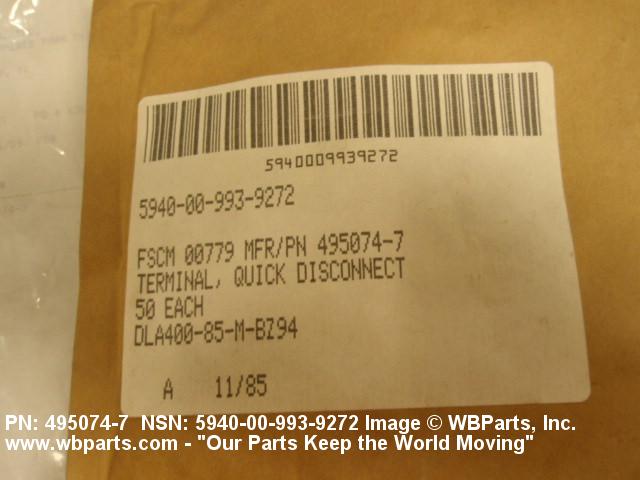 5940009939272
5940-00-993-9272
FSCM 00779 MFR/PN 495074-7
TERMINAL, QUICK DISCONNECT
50 EACH
DLA400-85-M-BZ94
A 11/85
PN: 495074-7 NSN: 5940-00-993-9272 Image © WBParts, Inc.
www.wbparts.com - "Our Parts Keep the World Moving"